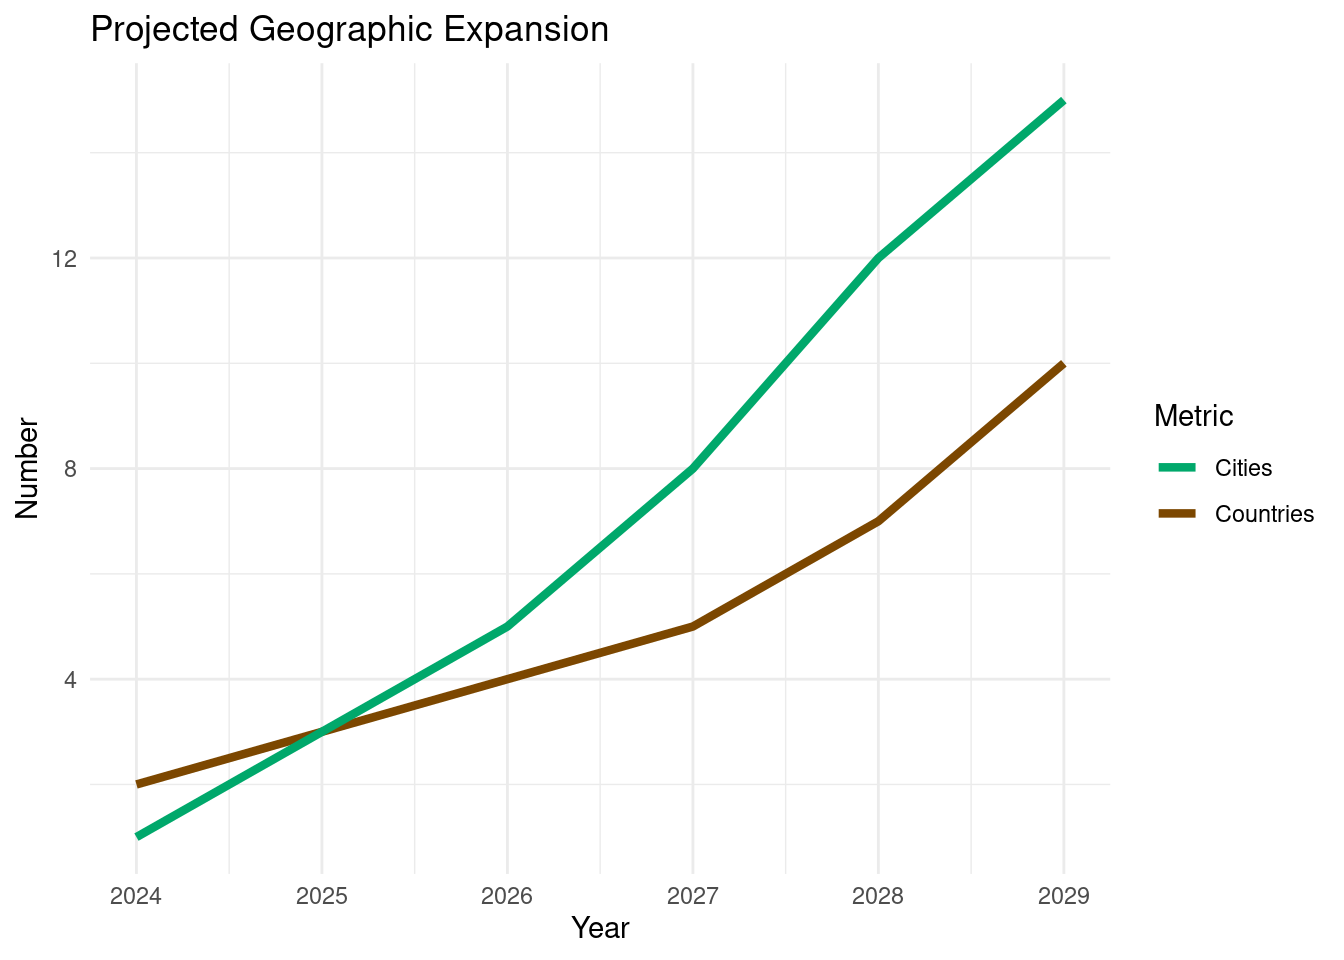 Projected Geographic Expansion
Number
12
8
4
2024 2025 2026 2027 2028 2029
Year
Metric
Cities
Countries